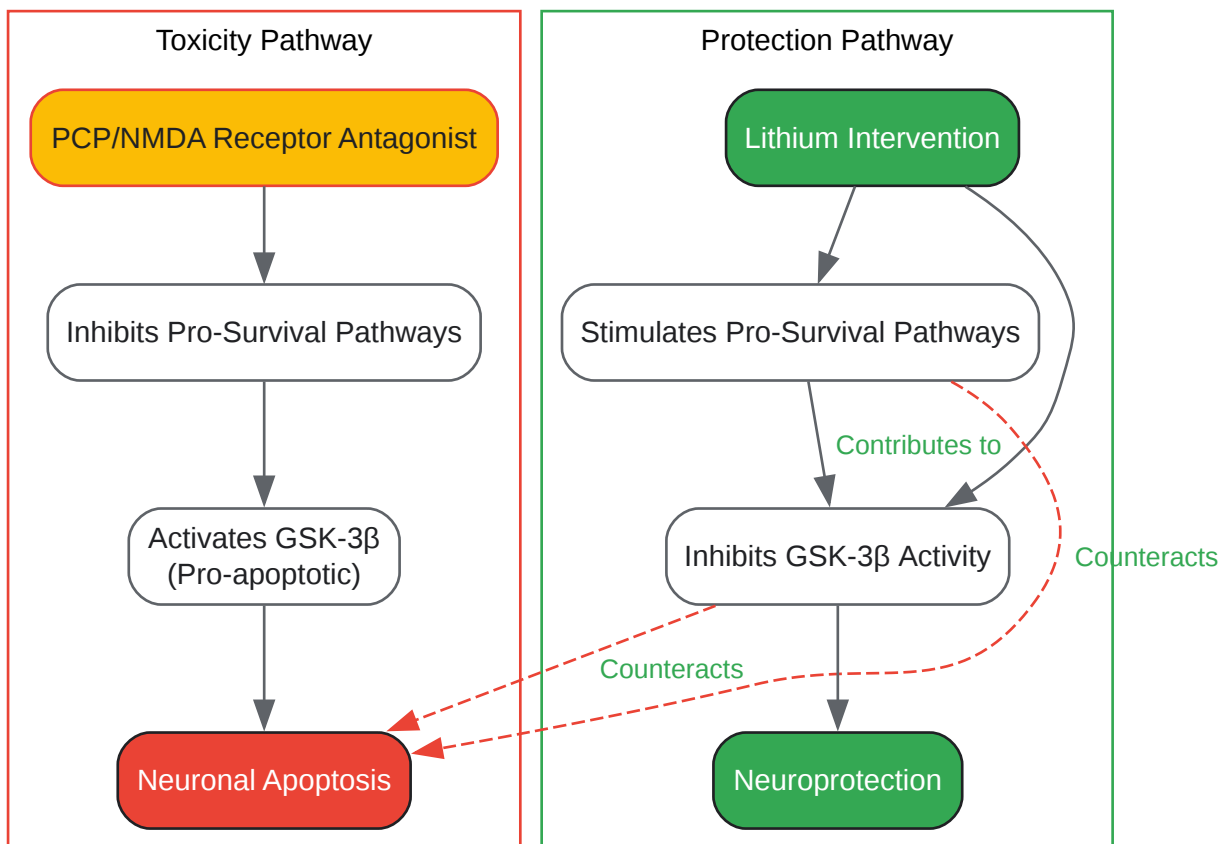 Toxicity Pathway
PCP/NMDA Receptor Antagonist
Inhibits Pro-Survival Pathways
Activates GSK-3β
(Pro-apoptotic)
Neuronal Apoptosis
Protection Pathway
Lithium Intervention
Stimulates Pro-Survival Pathways
Contributes to
Inhibits GSK-3β Activity
Counteracts
Counteracts
Neuroprotection